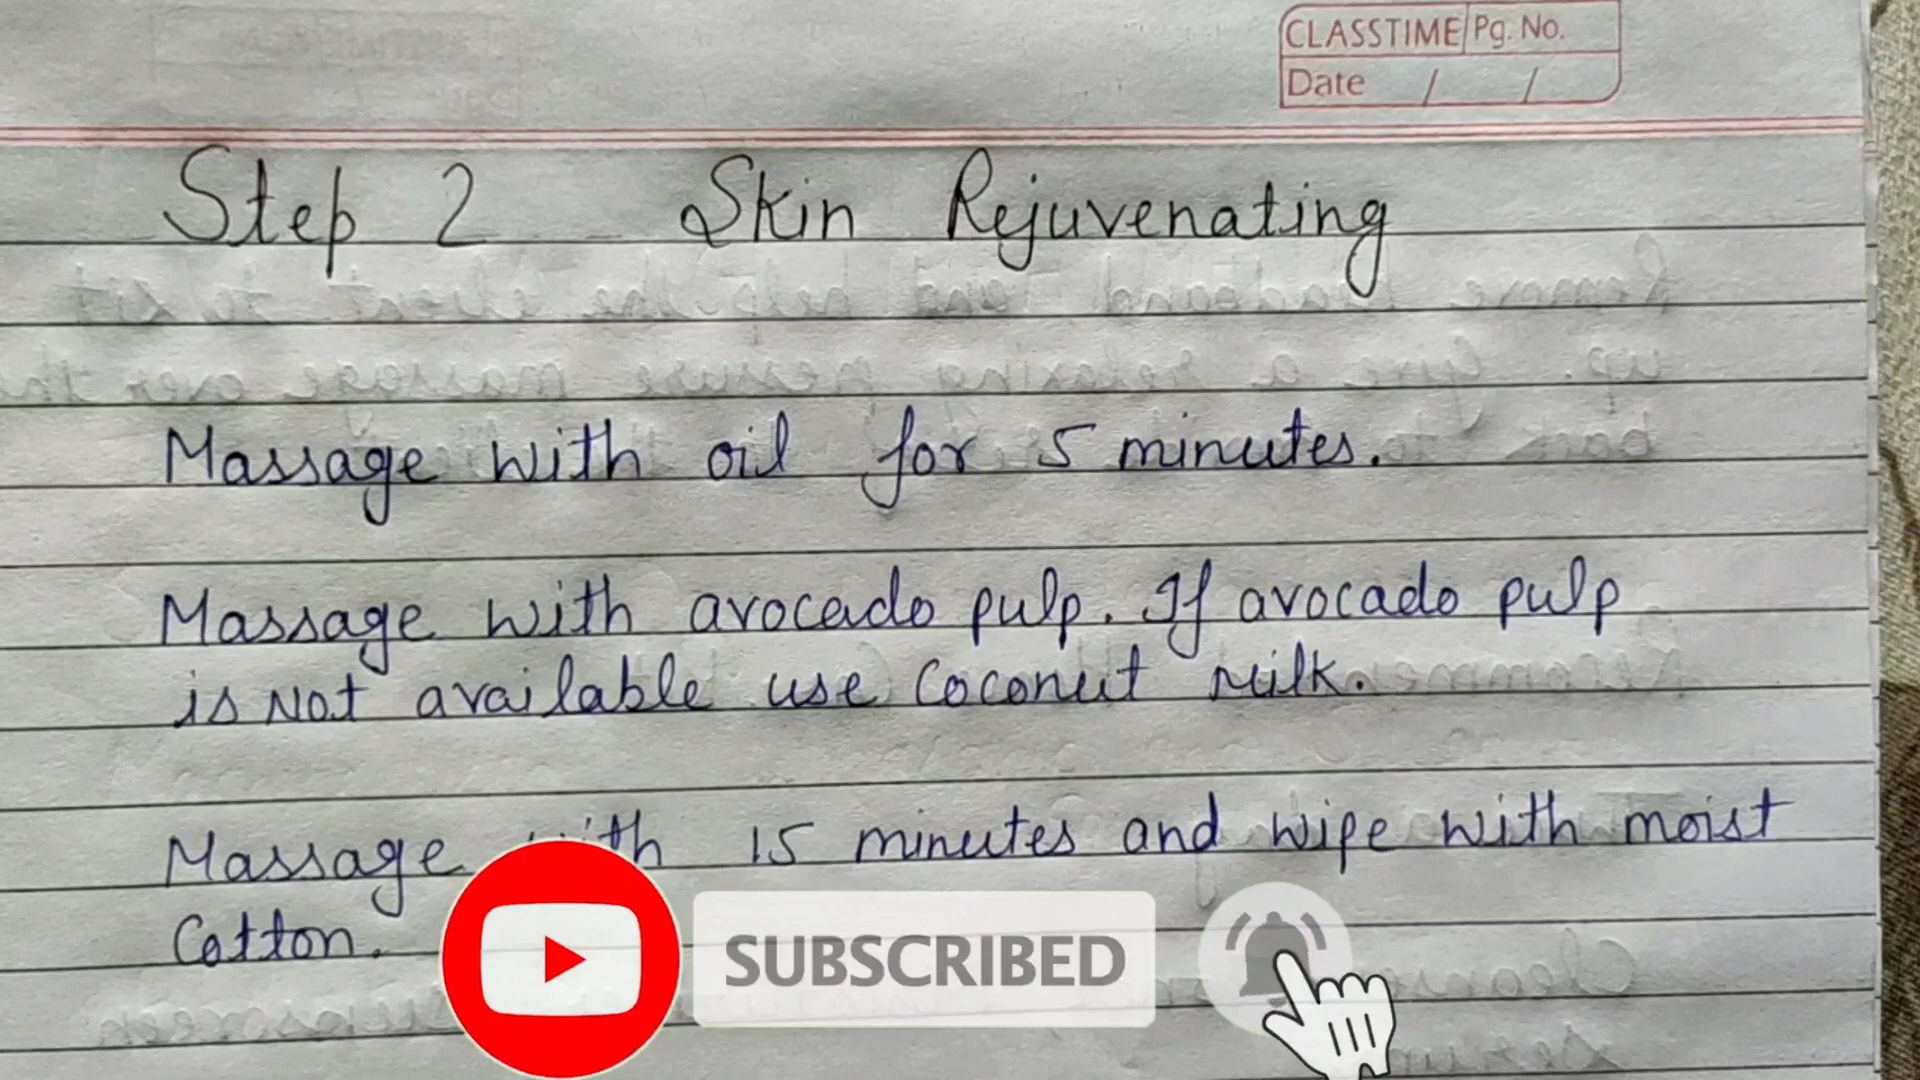 CLASSTIME Pg. No.
Date / /
Step 2 Skin Rejuvenating
Massage with oil for 5 minutes.
Massage with avocado pulp. If avocado pulp
is Not available use Coconut milk.
Massage with 15 minutes and wipe with moist
Cotton.
SUBSCRIBED